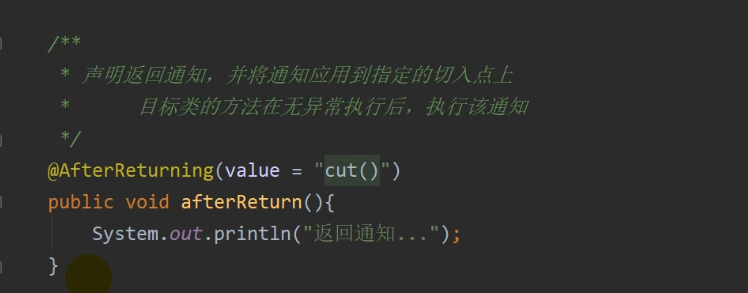 /**
 * 声明返回通知，并将通知应用到指定的切入点上
 *      目标类的方法在无异常执行后，执行该通知
 */
@AfterReturning(value = "cut()")
public void afterReturn(){
    System.out.println("返回通知...");
}